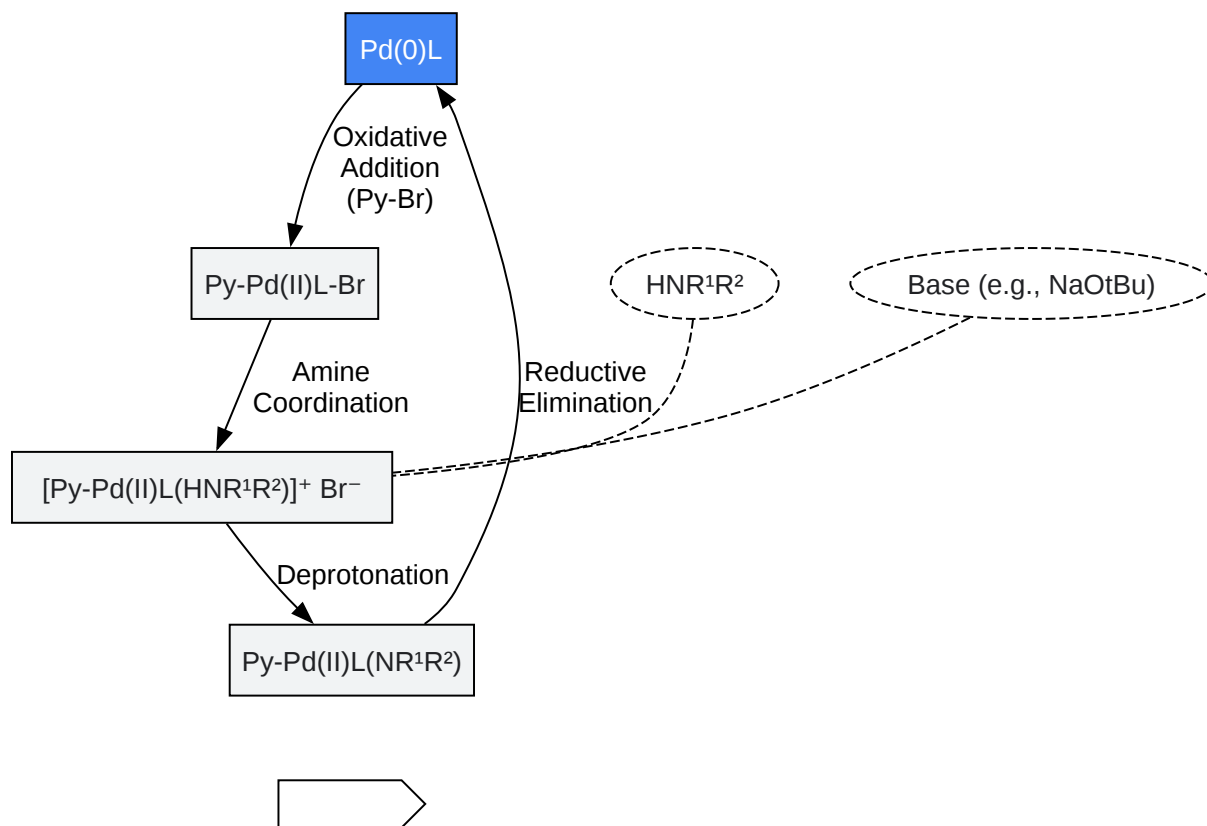 Pd(0)L
Oxidative
Addition
(Py-Br)
Py-Pd(II)L-Br
HNR¹R²
Base (e.g., NaOtBu)
Amine
Coordination
Reductive
Elimination
[Py-Pd(II)L(HNR¹R²)]⁺ Br⁻
Deprotonation
Py-Pd(II)L(NR¹R²)